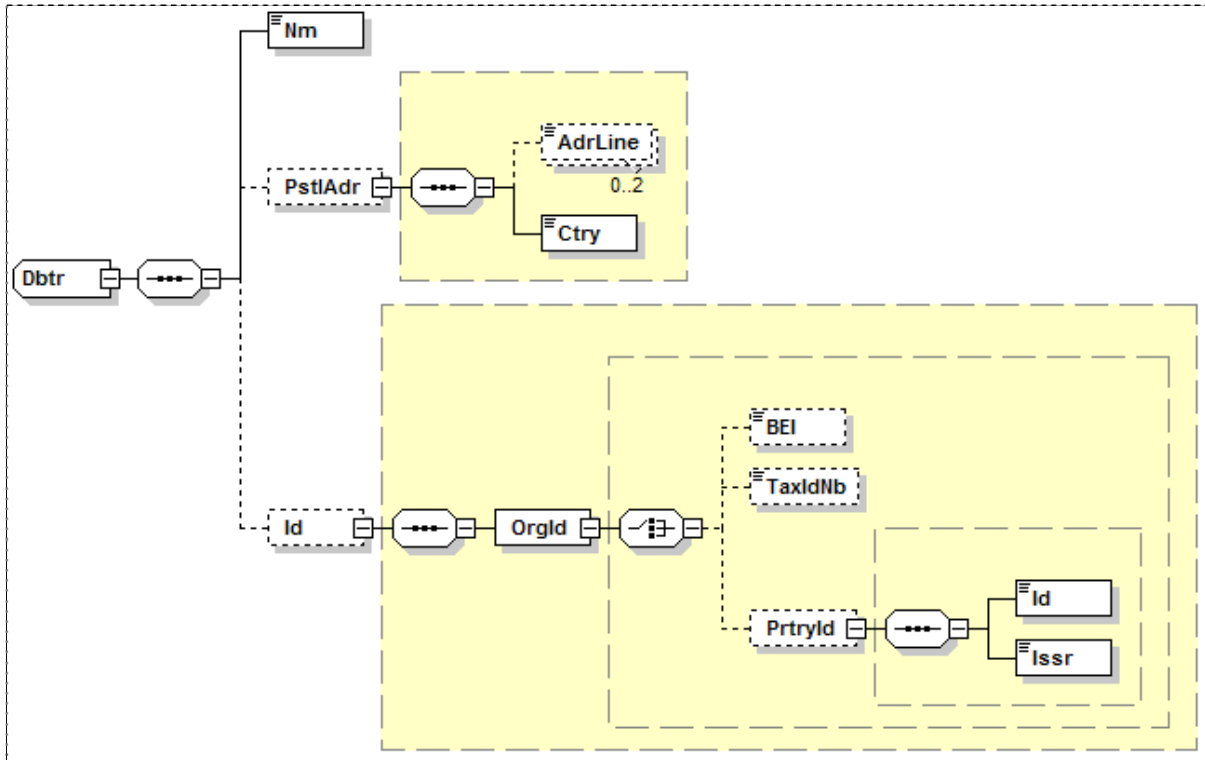 Nm
AdrLine
0..2
PstlAdr
Ctry
Dbtr
BEI
TaxIdNb
Id
OrgId
Id
PrtryId
Issr